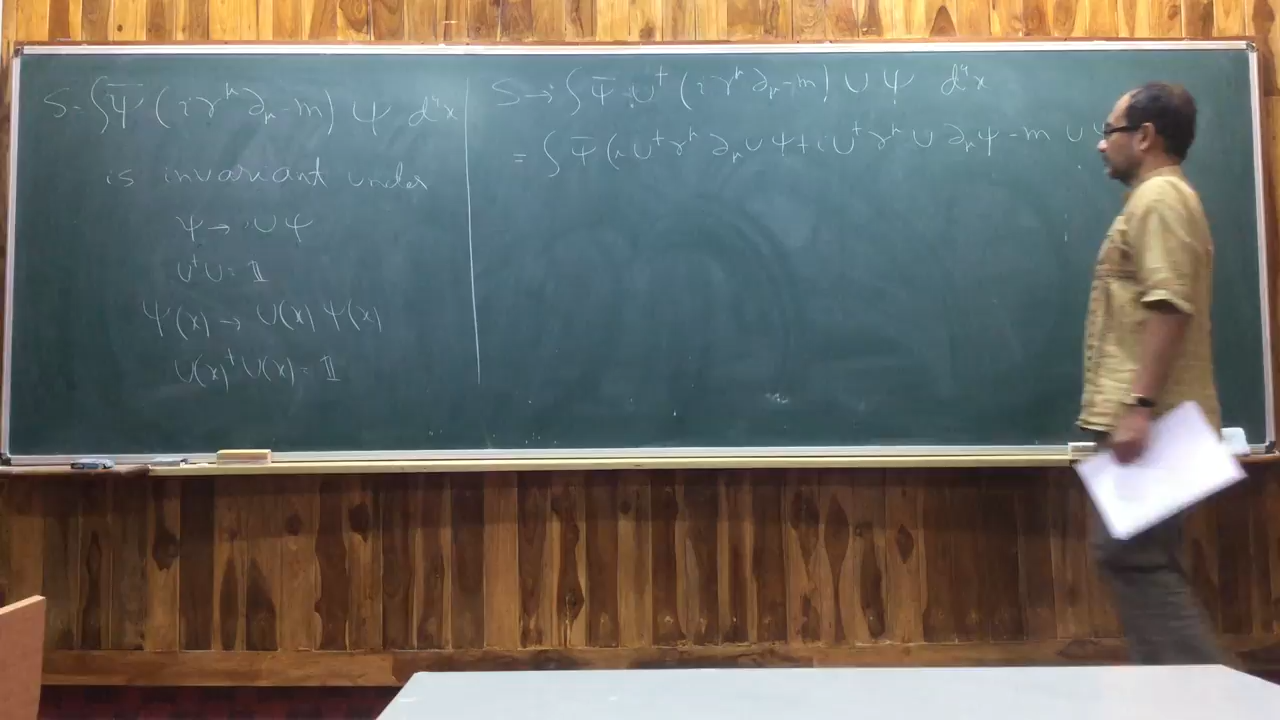 S = ∫ ψ̄ (iγ^μ ∂_μ - m) ψ d⁴x
is invariant under
ψ → Uψ
U†U = 𝟙
ψ(x) → U(x) ψ(x)
U(x)† U(x) = 𝟙
S → ∫ ψ̄ U† (iγ^μ ∂_μ - m) U ψ d⁴x
= ∫ ψ̄ (i U† γ^μ ∂_μ U ψ + i U† γ^μ U ∂_μ ψ - m U